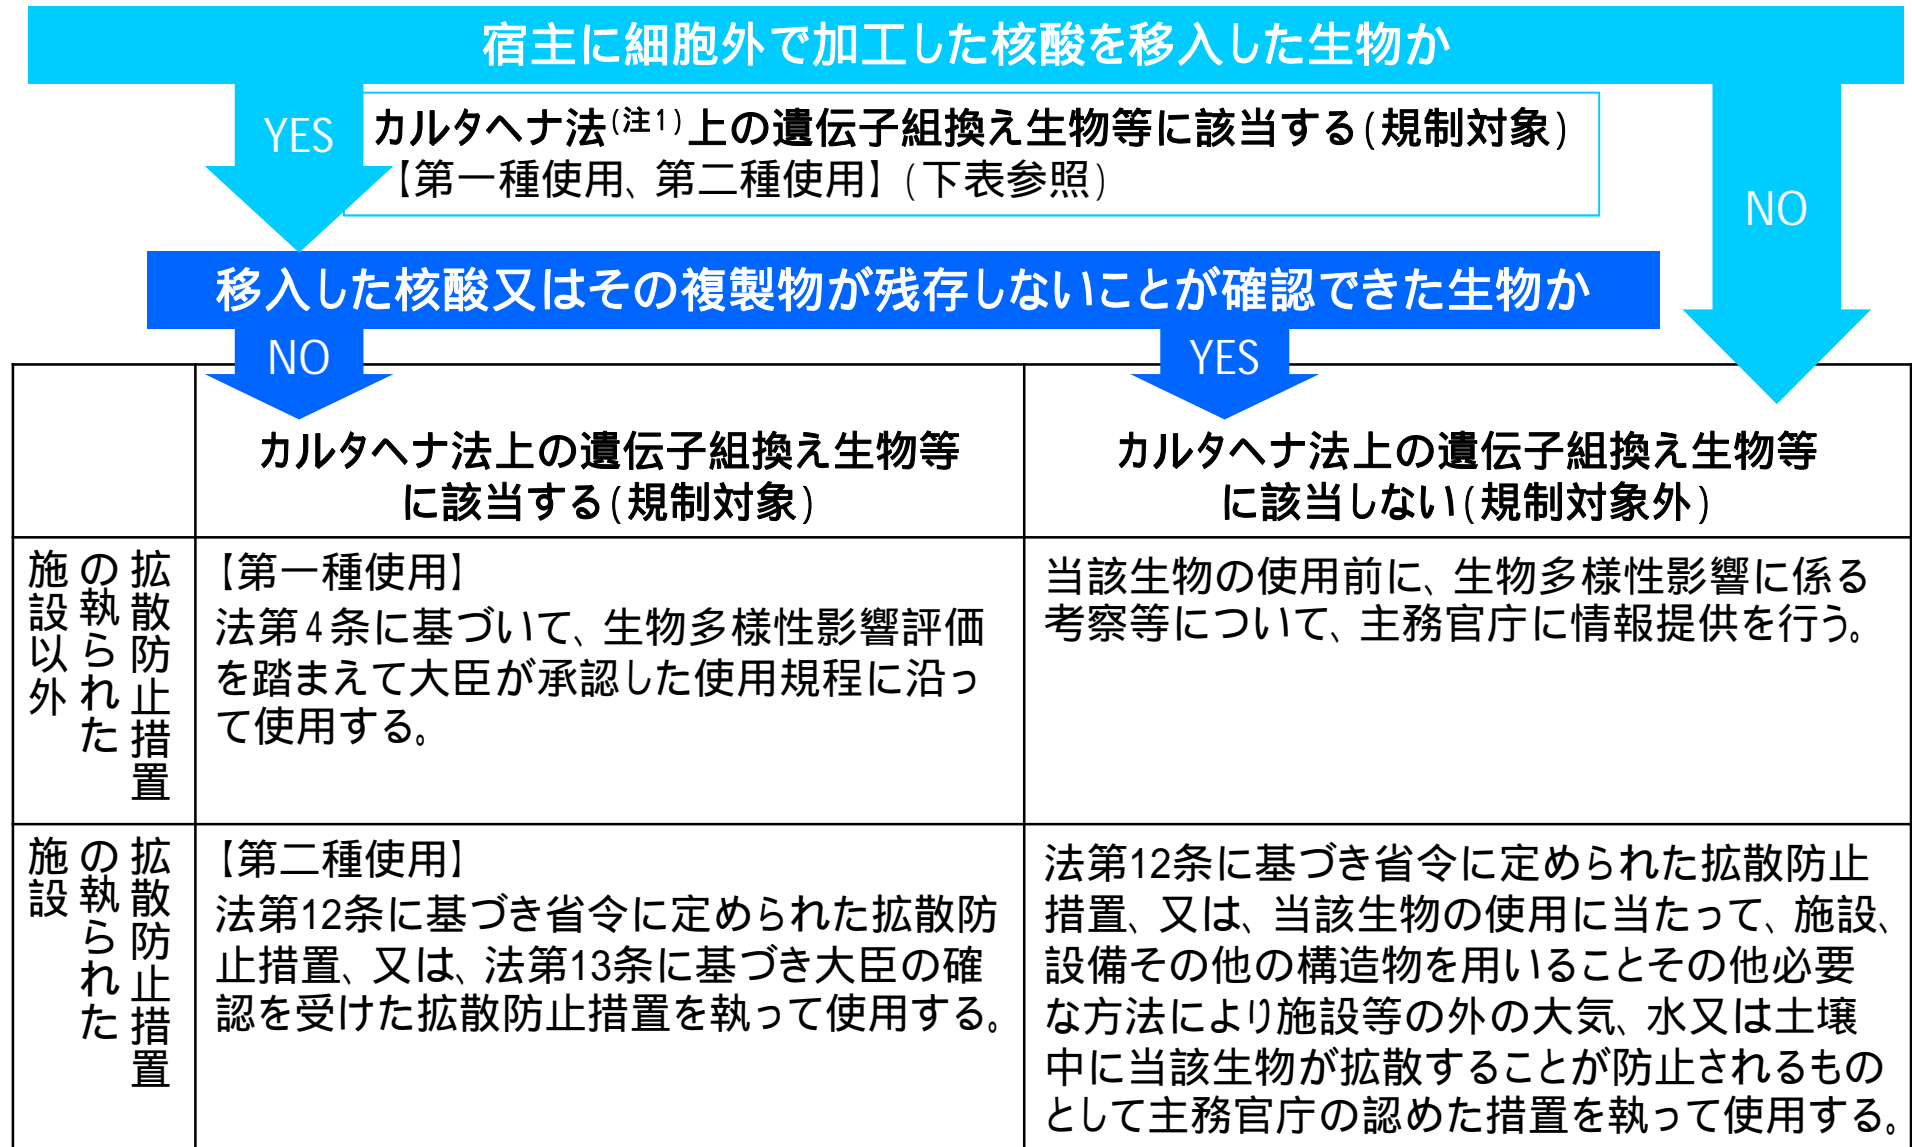 宿主に細胞外で加工した核酸を移入した生物か
YES
カルタヘナ法(注1)上の遺伝子組換え生物等に該当する(規制対象)
【第一種使用、第二種使用】(下表参照)
NO
移入した核酸又はその複製物が残存しないことが確認できた生物か
NO
YES
カルタヘナ法上の遺伝子組換え生物等
に該当する(規制対象)
カルタヘナ法上の遺伝子組換え生物等
に該当しない(規制対象外)
拡散防止措置
の執られた
施設以外
【第一種使用】
法第4条に基づいて、生物多様性影響評価
を踏まえて大臣が承認した使用規程に沿っ
て使用する。
当該生物の使用前に、生物多様性影響に係る
考察等について、主務官庁に情報提供を行う。
拡散防止措置
の執られた
施設
【第二種使用】
法第12条に基づき省令に定められた拡散防
止措置、又は、法第13条に基づき大臣の確
認を受けた拡散防止措置を執って使用する。
法第12条に基づき省令に定められた拡散防止
措置、又は、当該生物の使用に当たって、施設、
設備その他の構造物を用いることその他必要
な方法により施設等の外の大気、水又は土壌
中に当該生物が拡散することが防止されるもの
として主務官庁の認めた措置を執って使用する。